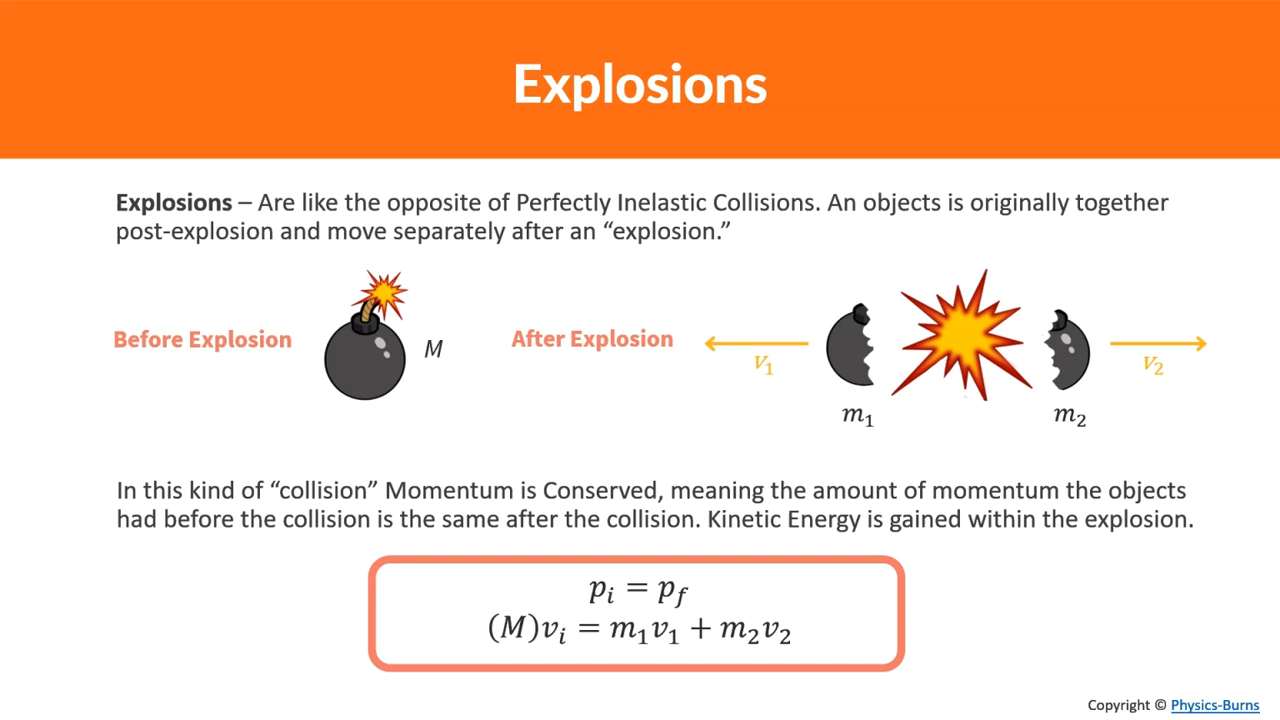 Explosions
Explosions – Are like the opposite of Perfectly Inelastic Collisions. An objects is originally together
post-explosion and move separately after an “explosion.”
Before Explosion
M
After Explosion
v₁
v₂
m₁
m₂
In this kind of “collision” Momentum is Conserved, meaning the amount of momentum the objects
had before the collision is the same after the collision. Kinetic Energy is gained within the explosion.
pᵢ = p_f
(M)vᵢ = m₁v₁ + m₂v₂
Copyright © Physics-Burns